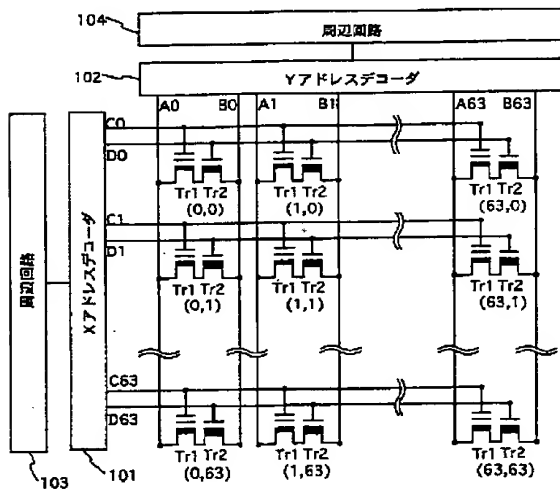 104
周辺回路
102
Yアドレスデコーダ
A0 B0 A1 B1 A63 B63
C0
D0
Tr1 Tr2 Tr1 Tr2 Tr1 Tr2
(0,0) (1,0) (63,0)
C1
D1
Tr1 Tr2 Tr1 Tr2 Tr1 Tr2
(0,1) (1,1) (63,1)
周辺回路
Xアドレスデコーダ
C63
D63
Tr1 Tr2 Tr1 Tr2 Tr1 Tr2
(0,63) (1,63) (63,63)
103
101